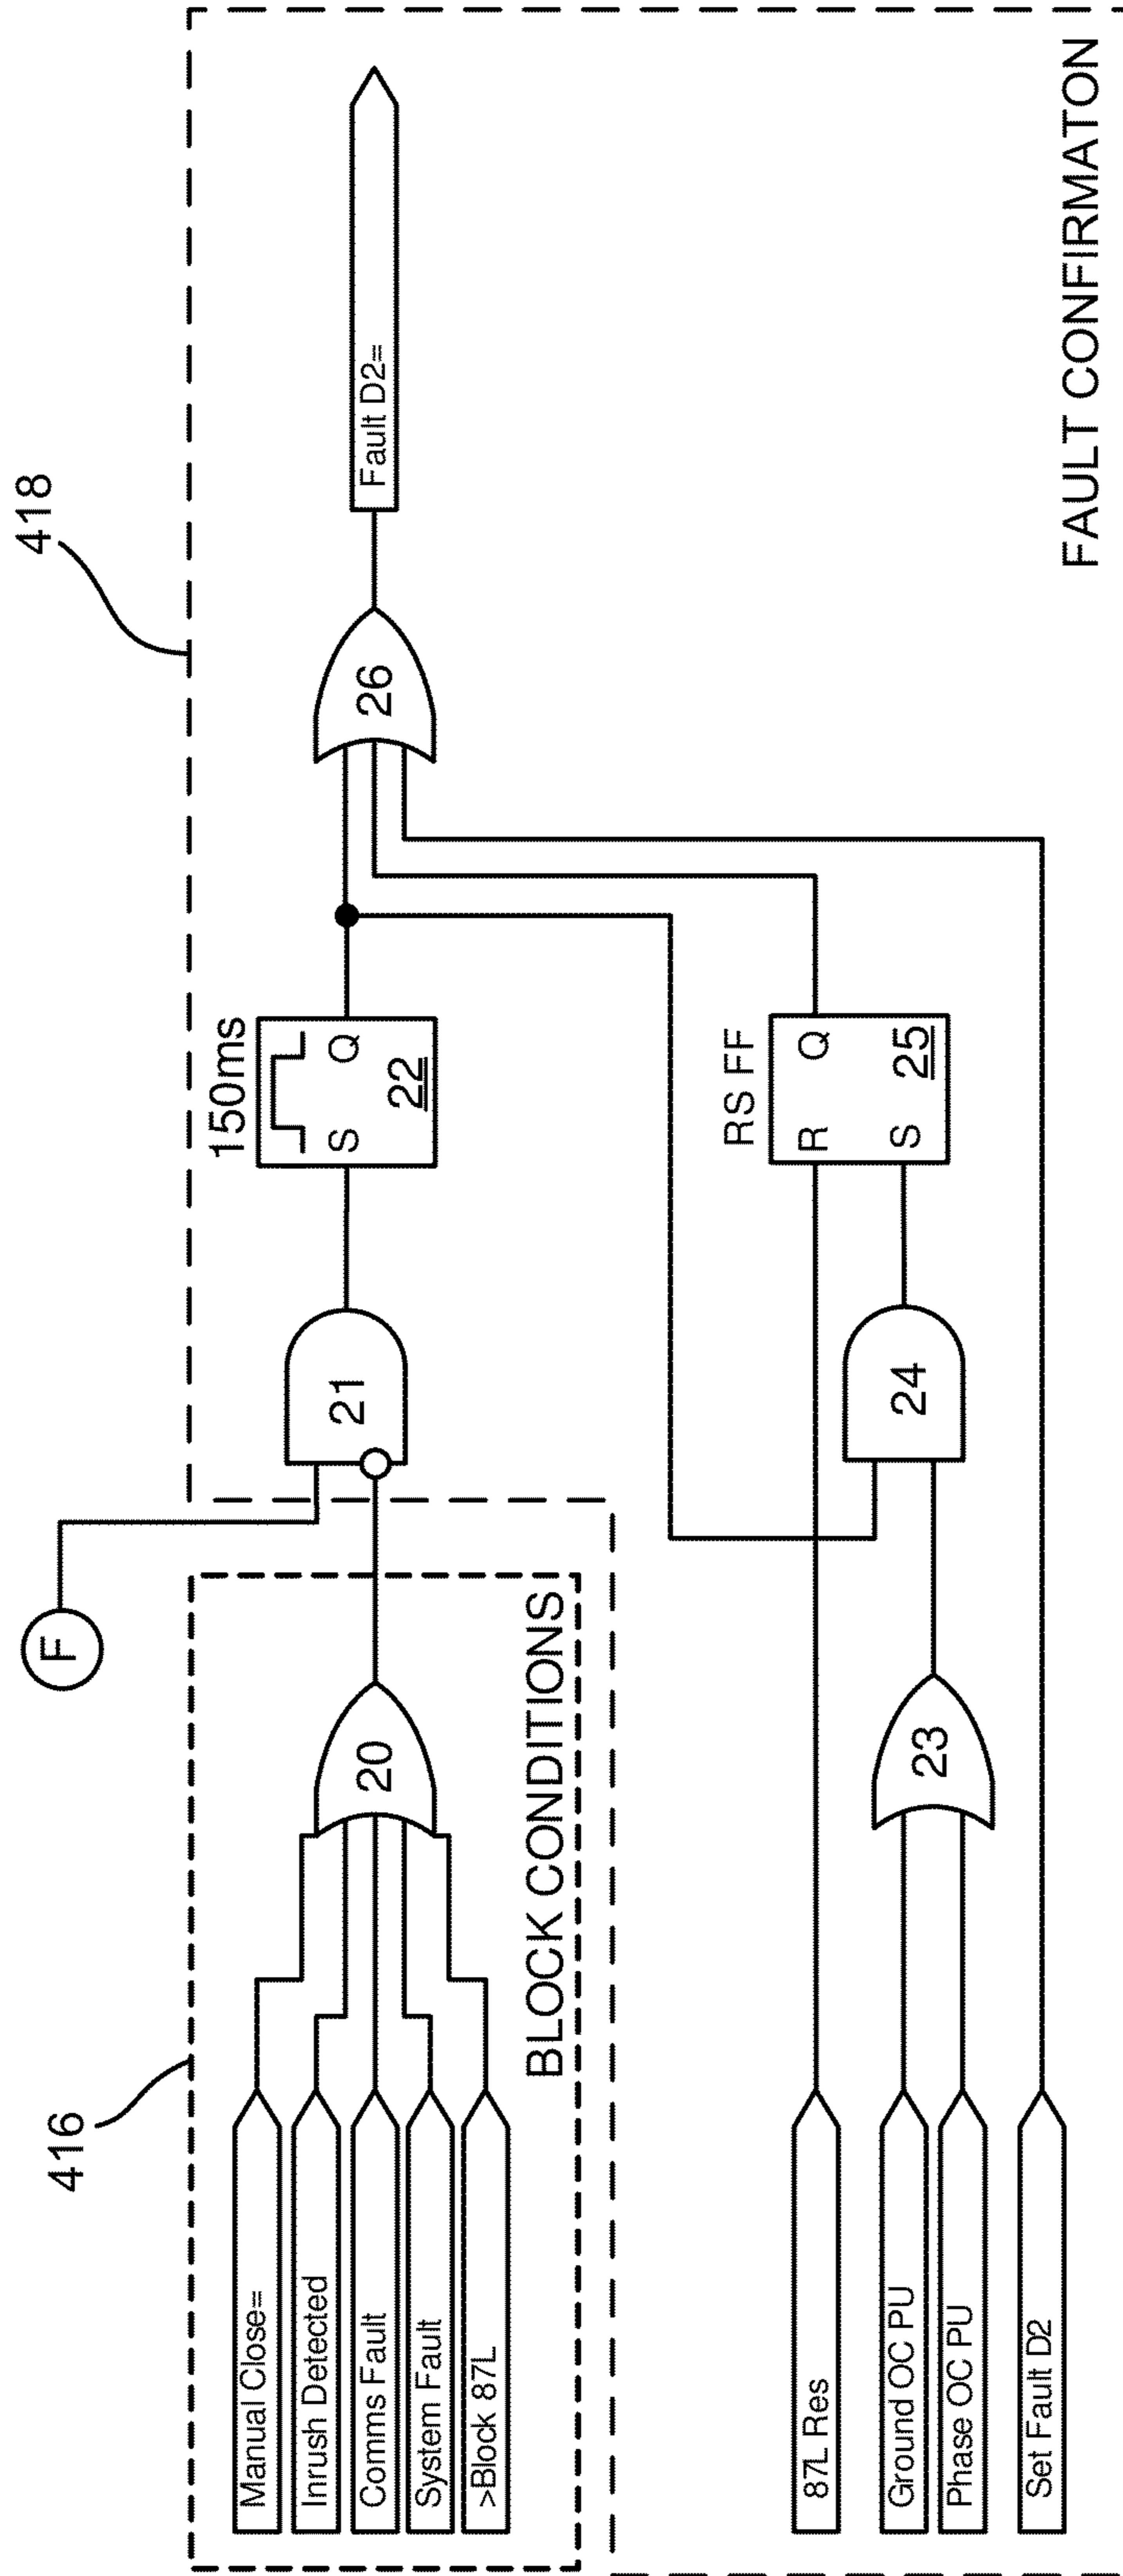 416
418
F
Manual Close=
Inrush Detected
Comms Fault
System Fault
>Block 87L
20
BLOCK CONDITIONS
21
150ms
S Q
22
26
Fault D2=
87L Res
Ground OC PU
Phase OC PU
Set Fault D2
23
24
RS FF
R Q
S 25
FAULT CONFIRMATON